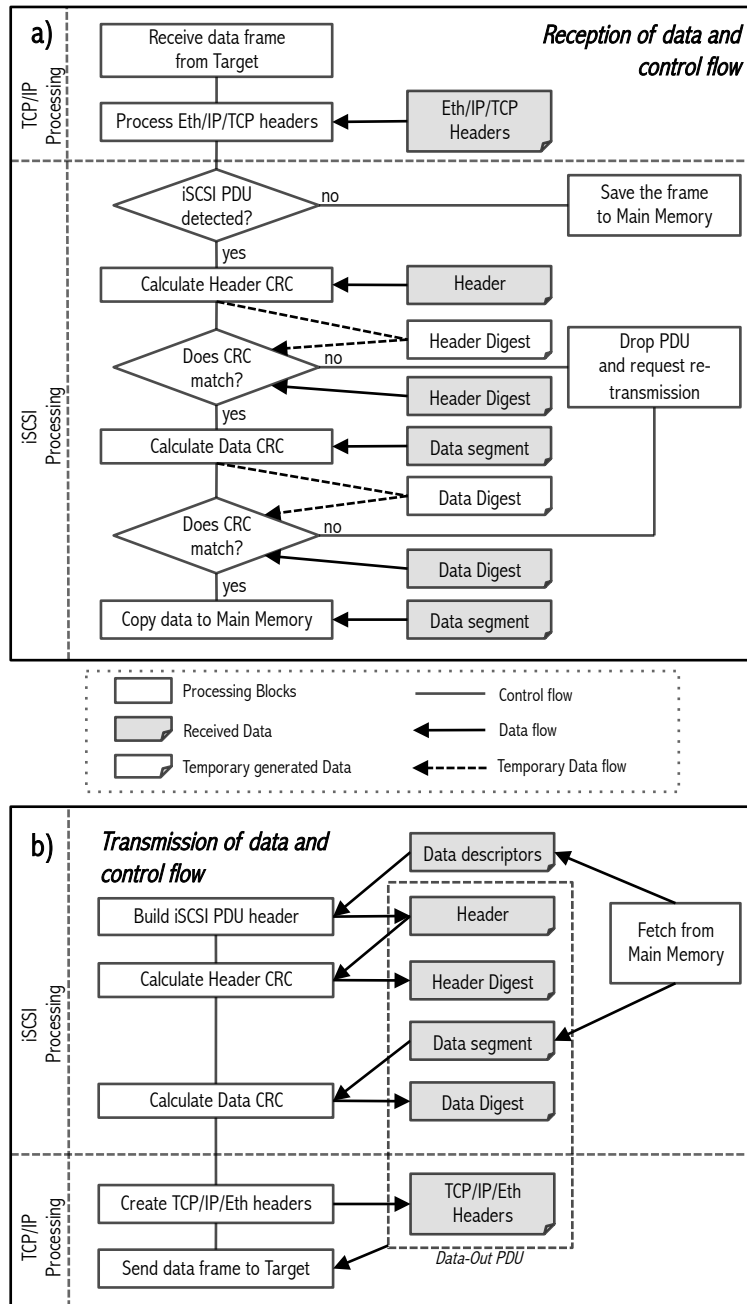 a)
Reception of data and
control flow
TCP/IP
Processing
Receive data frame
from Target
Process Eth/IP/TCP headers
Eth/IP/TCP
Headers
iSCSI
Processing
iSCSI PDU
detected?
no
Save the frame
to Main Memory
yes
Calculate Header CRC
Header
Header Digest
Does CRC
match?
no
Drop PDU
and request re-
transmission
Header Digest
yes
Calculate Data CRC
Data segment
Data Digest
Does CRC
match?
no
Data Digest
yes
Copy data to Main Memory
Data segment
Processing Blocks
Control flow
Received Data
Data flow
Temporary generated Data
Temporary Data flow
b)
Transmission of data and
control flow
iSCSI
Processing
Data descriptors
Build iSCSI PDU header
Header
Fetch from
Main Memory
Calculate Header CRC
Header Digest
Data segment
Calculate Data CRC
Data Digest
TCP/IP
Processing
Create TCP/IP/Eth headers
TCP/IP/Eth
Headers
Send data frame to Target
Data-Out PDU